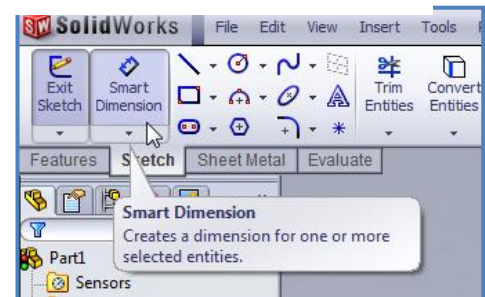 SW SolidWorks File Edit View Insert Tools
Exit Sketch
Smart Dimension
Trim Entities
Convert Entities
Features Sketch Sheet Metal Evaluate
Smart Dimension
Creates a dimension for one or more
selected entities.
Part1
Sensors